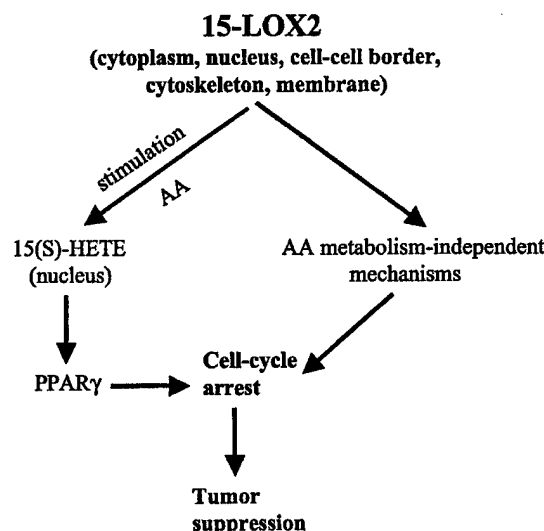 15-LOX2
(cytoplasm, nucleus, cell-cell border,
cytoskeleton, membrane)
stimulation
AA
15(S)-HETE
(nucleus)
AA metabolism-independent
mechanisms
PPARγ
Cell-cycle
arrest
Tumor
suppression